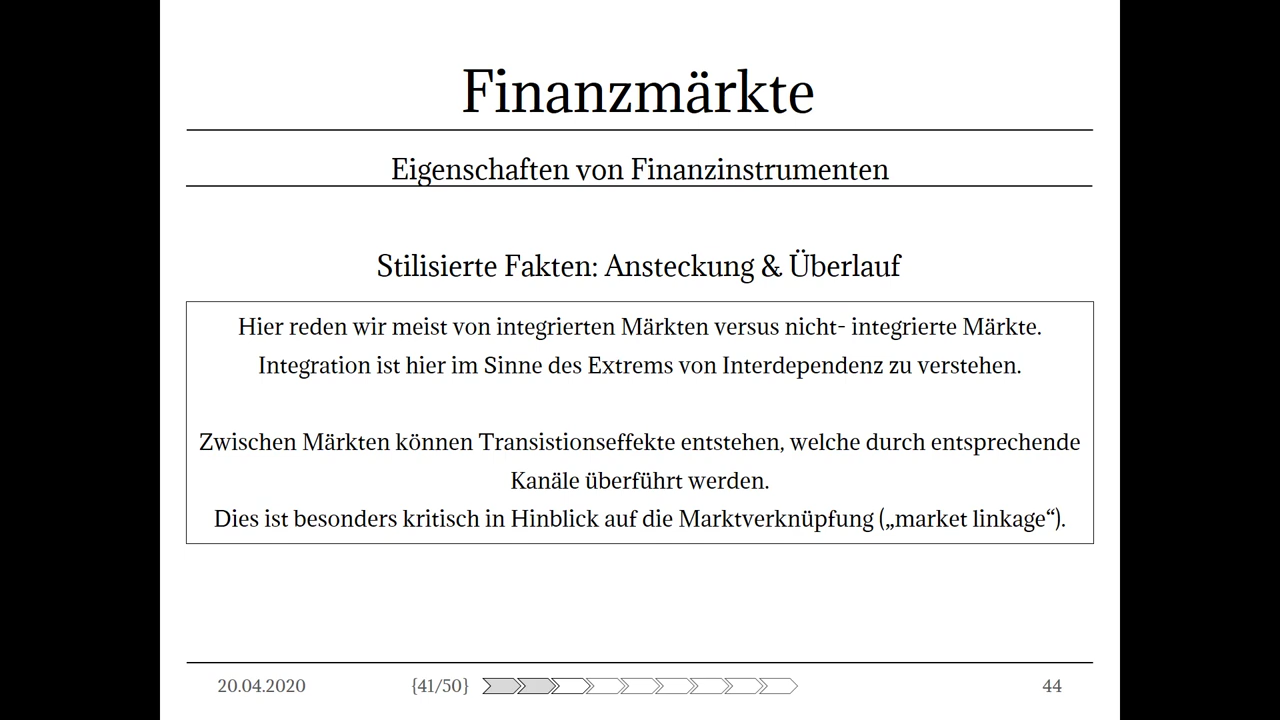 Finanzmärkte
Eigenschaften von Finanzinstrumenten
Stilisierte Fakten: Ansteckung & Überlauf
Hier reden wir meist von integrierten Märkten versus nicht- integrierte Märkte.
Integration ist hier im Sinne des Extrems von Interdependenz zu verstehen.
Zwischen Märkten können Transistionseffekte entstehen, welche durch entsprechende
Kanäle überführt werden.
Dies ist besonders kritisch in Hinblick auf die Marktverknüpfung („market linkage“).
20.04.2020 {41/50} 44